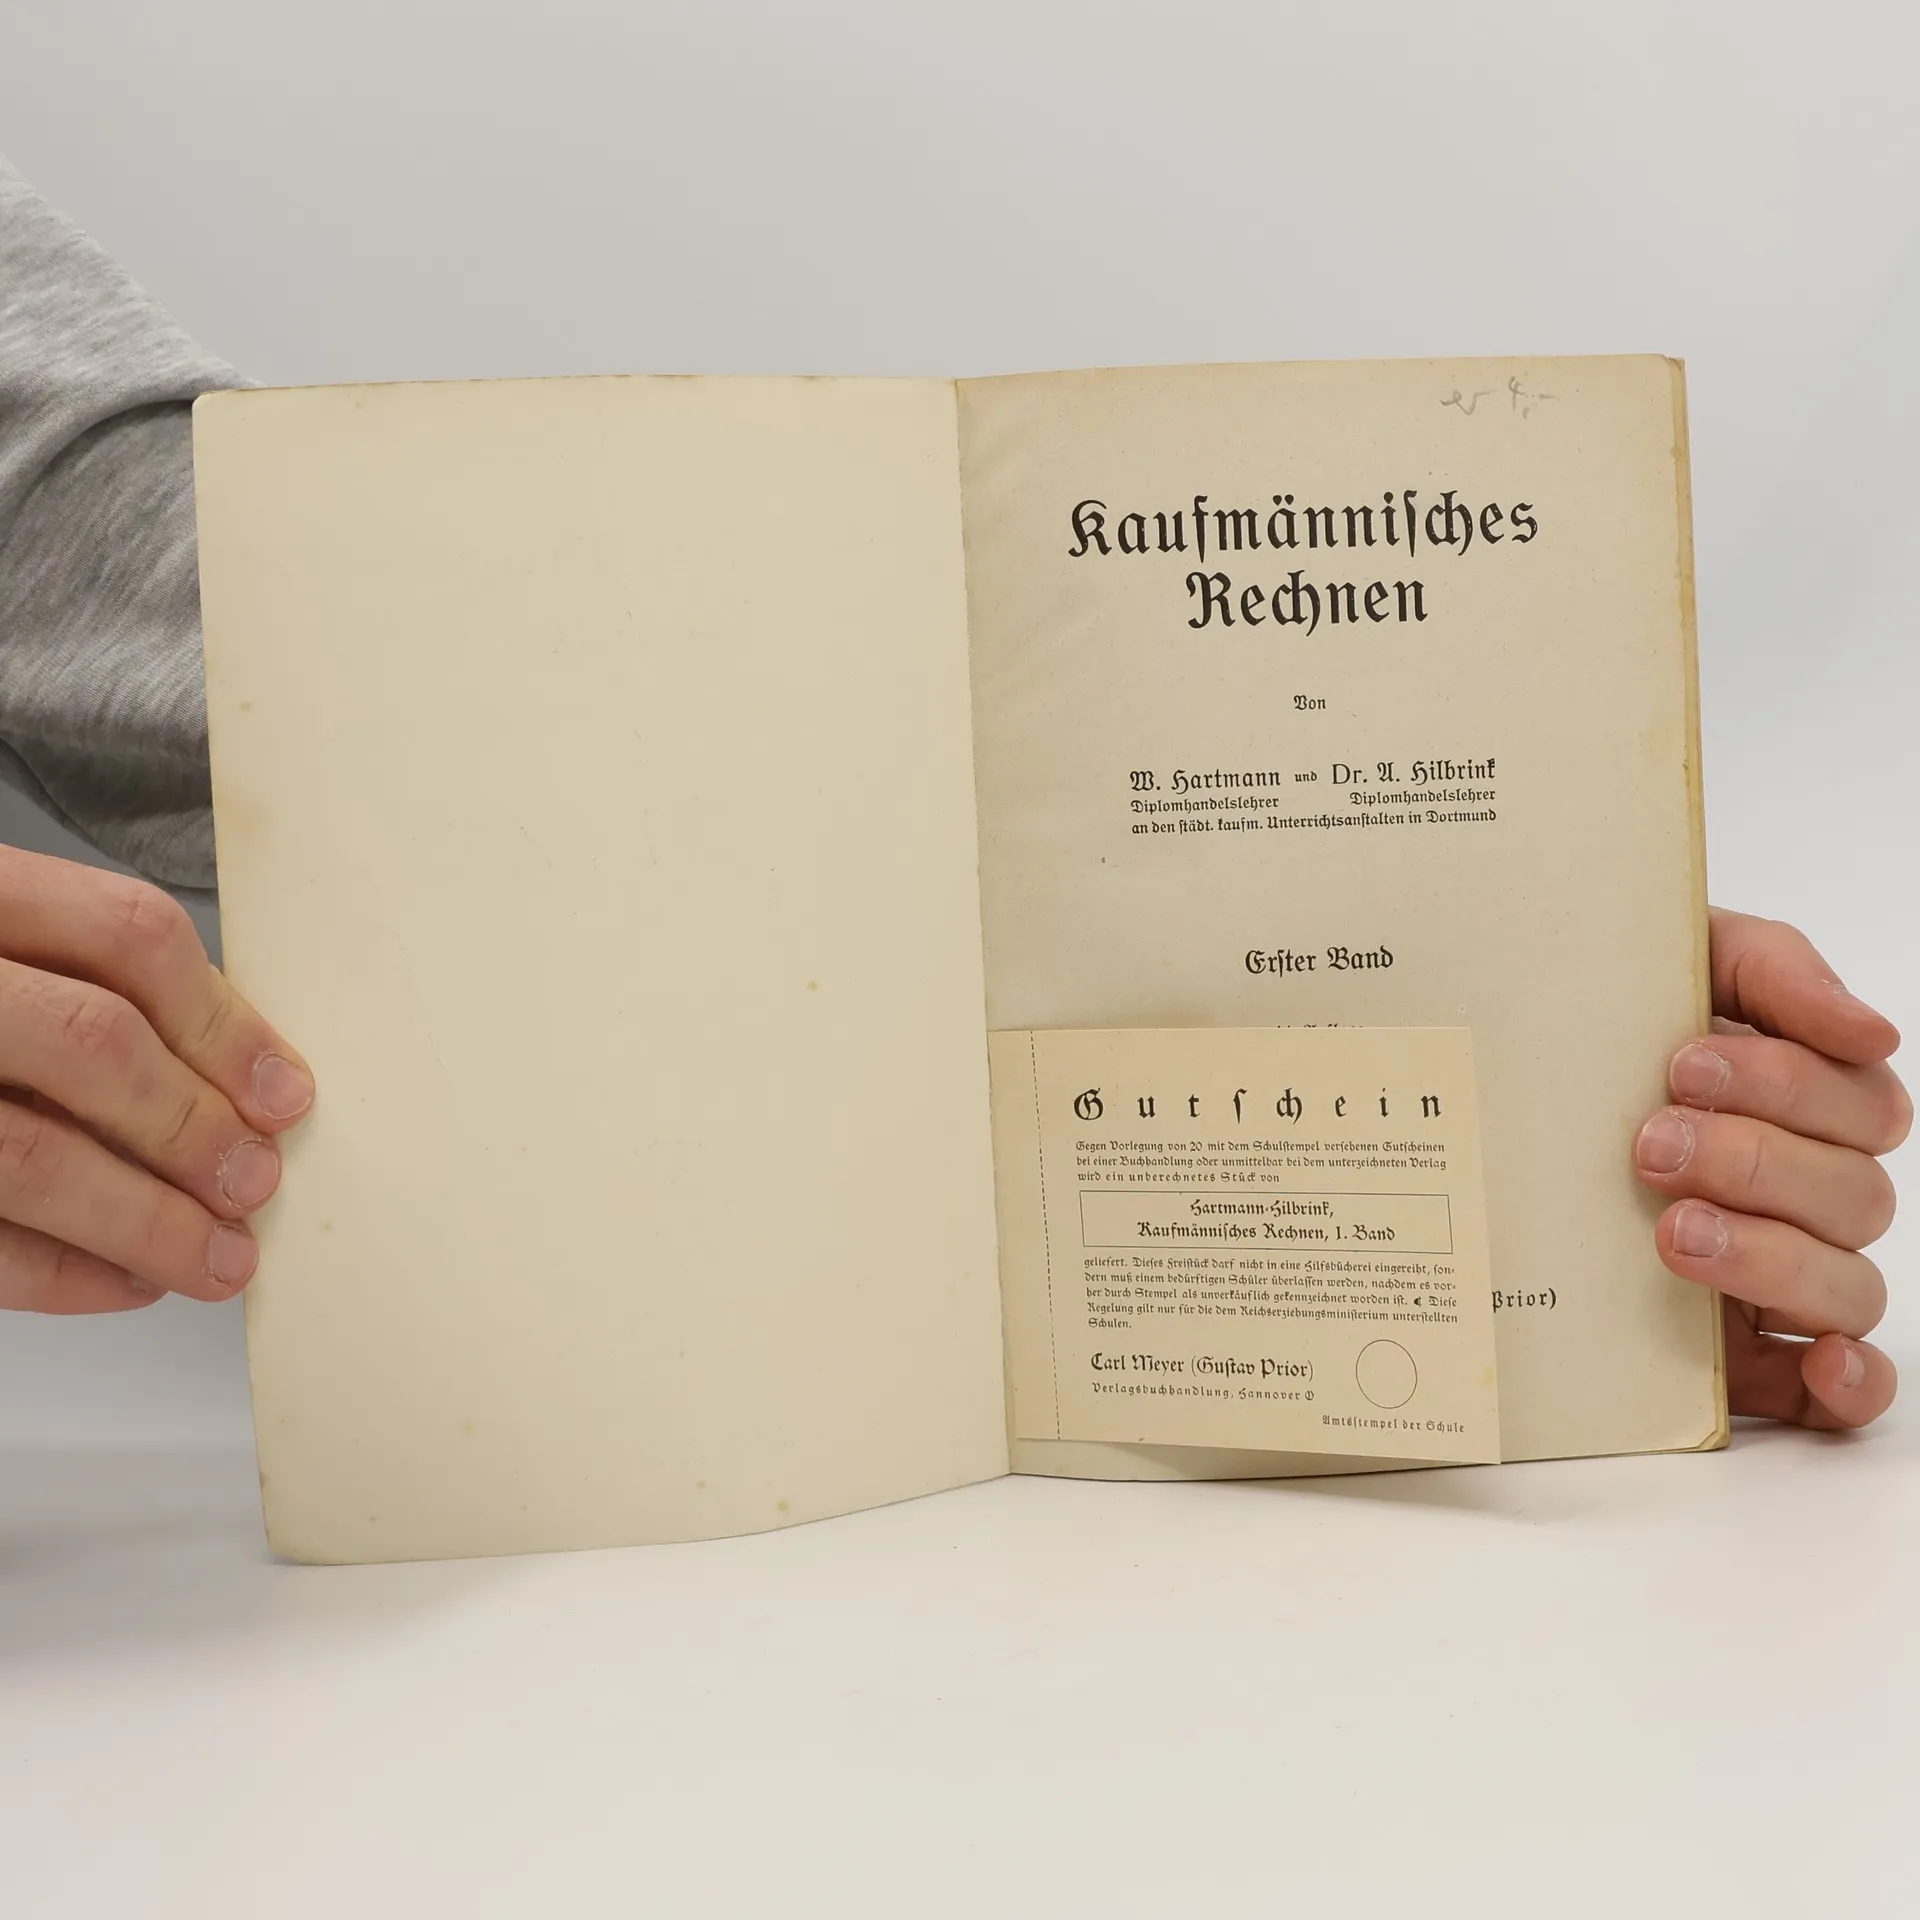 Kaufmänniſches
Rechnen
Von
W. Hartmann und Dr. A. Hilbrink
Diplomhandelslehrer Diplomhandelslehrer
an den ſtädt. kaufm. Unterrichtsanſtalten in Dortmund
Erſter Band
Gutſchein
Gegen Vorlegung von 20 mit dem Schulſtempel verſehenen Gutſcheinen
bei einer Buchhandlung oder unmittelbar bei dem unterzeichneten Verlag
wird ein unberechnetes Stück von
Hartmann-Hilbrink,
Kaufmänniſches Rechnen, 1. Band
geliefert. Dieſes Freiſtück darf nicht in eine Hilfsbücherei eingereiht, ſon-
dern muß einem bedürftigen Schüler überlaſſen werden, nachdem es vor-
her durch Stempel als unverkäuflich gekennzeichnet worden iſt. Dieſe
Regelung gilt nur für die dem Reichserziehungsminiſterium unterſtellten
Schulen.
Prior)
Carl Meyer (Guſtav Prior)
Verlagsbuchhandlung, Hannover O
Amtsſtempel der Schule